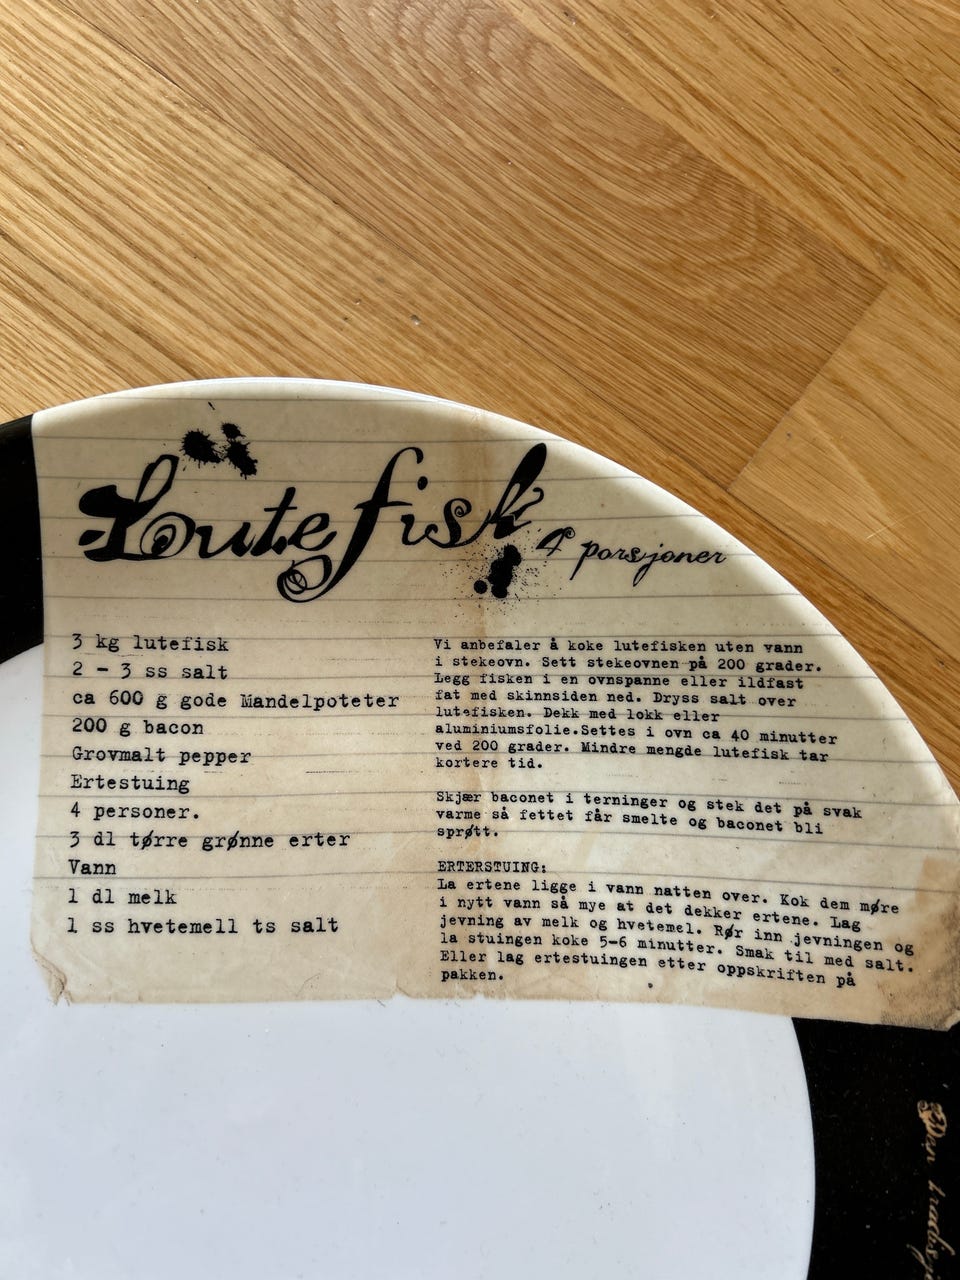 Loutefisk
4 porsjoner
3 kg lutefisk
2 - 3 ss salt
ca 600 g gode Mandelpoteter
200 g bacon
Grovmalt pepper
Ertestuing
4 personer.
3 dl tørre grønne erter
Vann
1 dl melk
1 ss hvetemell ts salt
Vi anbefaler å koke lutefisken uten vann
i stekeovn. Sett stekeovnen på 200 grader.
Legg fisken i en ovnspanne eller ildfast
fat med skinnsiden ned. Dryss salt over
lutefisken. Dekk med lokk eller
aluminiumsfolie.Settes i ovn ca 40 minutter
ved 200 grader. Mindre mengde lutefisk tar
kortere tid.
Skjær baconet i terninger og stek det på svak
varme så fettet får smelte og baconet bli
sprøtt.
ERTERSTUING:
La ertene ligge i vann natten over. Kok dem møre
i nytt vann så mye at det dekker ertene. Lag
jevning av melk og hvetemel. Rør inn jevningen og
la stuingen koke 5-6 minutter. Smak til med salt.
Eller lag ertestuingen etter oppskriften på
pakken.
Den